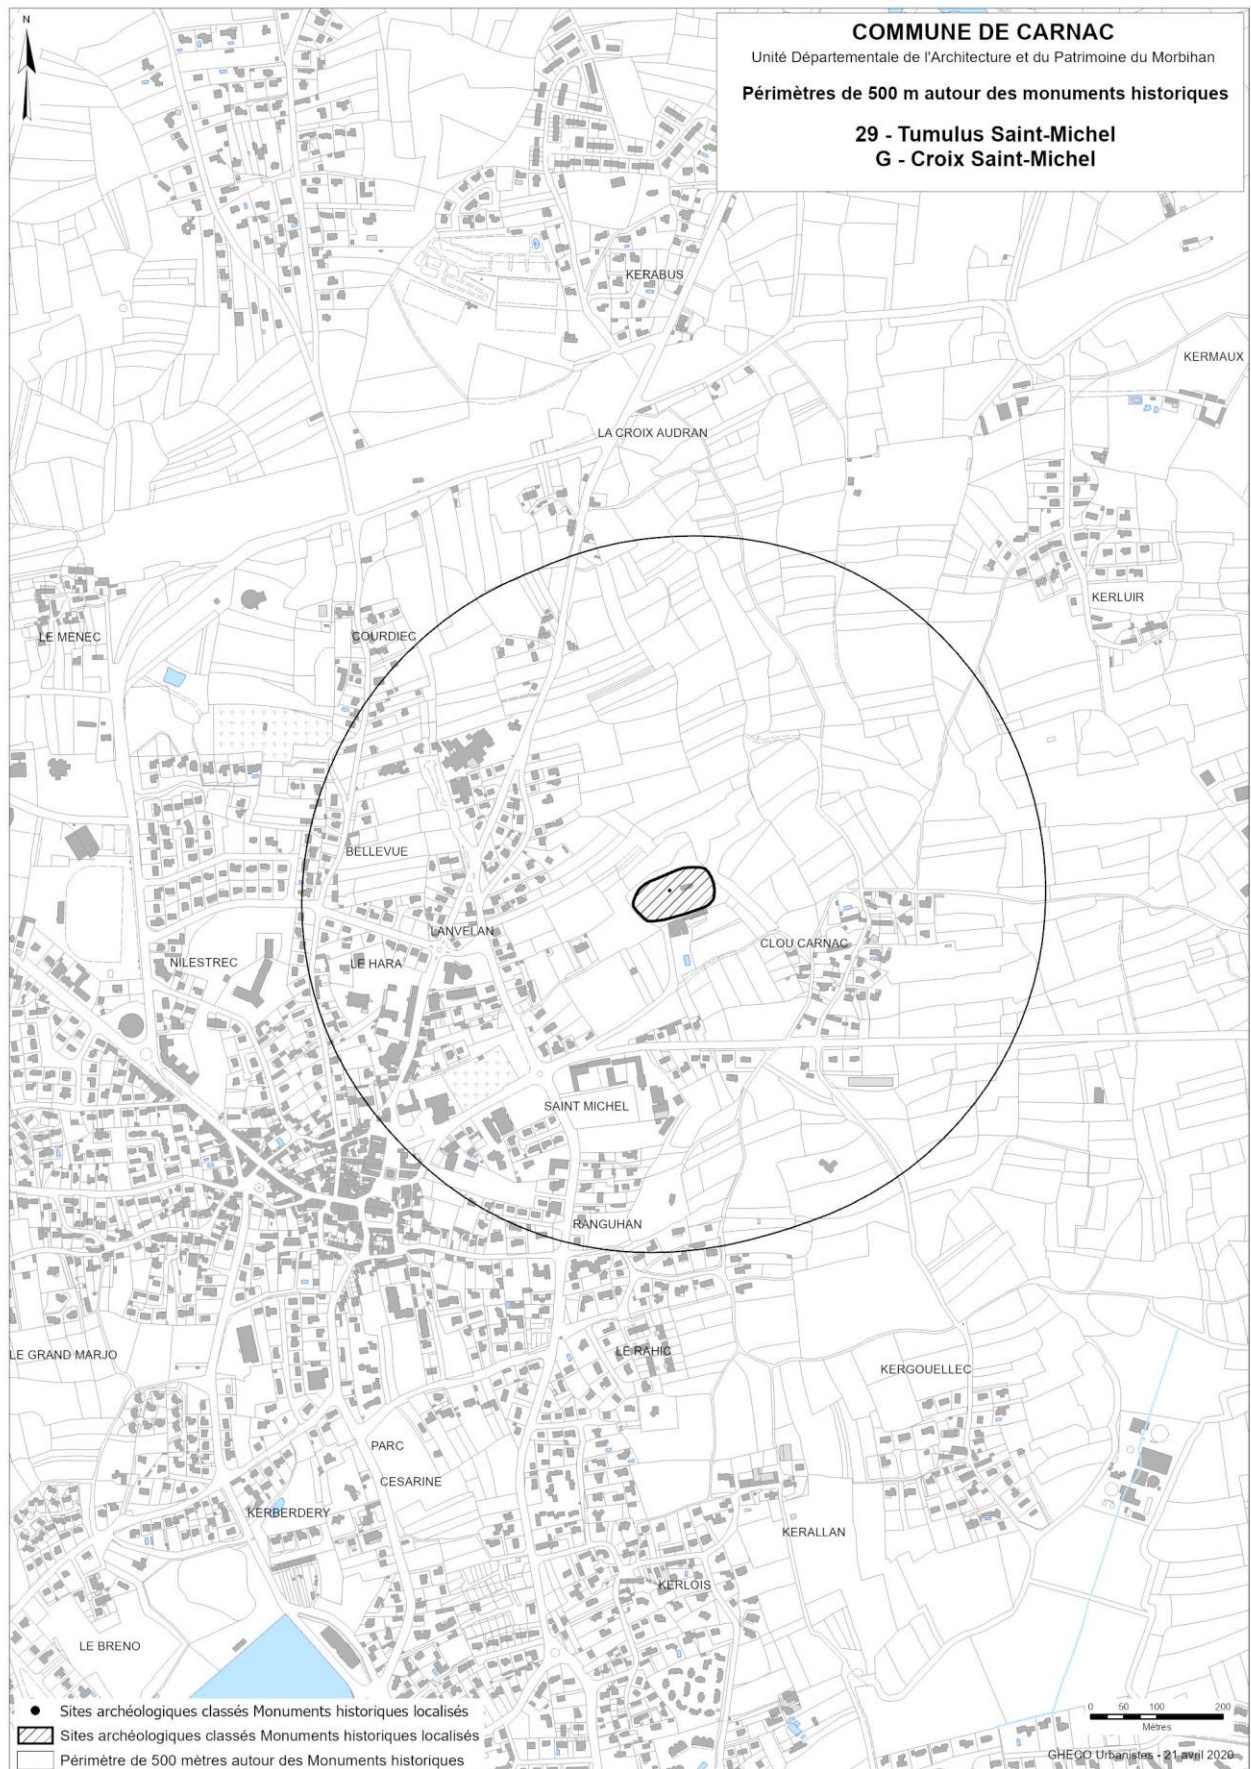 N
COMMUNE DE CARNAC
Unité Départementale de l'Architecture et du Patrimoine du Morbihan
Périmètres de 500 m autour des monuments historiques
29 - Tumulus Saint-Michel
G - Croix Saint-Michel
KERABUS
KERMAUX
LA CROIX AUDRAN
KERLUIR
LE MENEC
COURDIEC
BELLEVUE
LANVELAN
CLOU CARNAC
NILESTREC
LE HARA
SAINT MICHEL
RANGUHAN
LE GRAND MARJO
LE RAHIC
KERGOUELLEC
PARC
CESARINE
KERBERDERY
KERALLAN
KERLOIS
LE BRENO
Sites archéologiques classés Monuments historiques localisés
Sites archéologiques classés Monuments historiques localisés
Périmètre de 500 mètres autour des Monuments historiques
0 50 100 200
Mètres
GHECO Urbanistes - 21 avril 2020